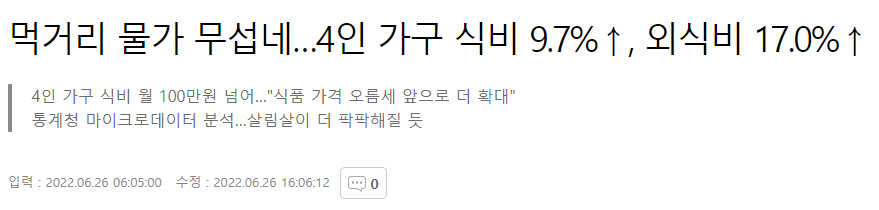 먹거리 물가 무섭네…4인 가구 식비 9.7%↑, 외식비 17.0%↑
4인 가구 식비 월 100만원 넘어…"식품 가격 오름세 앞으로 더 확대"
통계청 마이크로데이터 분석…살림살이 더 팍팍해질 듯
입력 : 2022.06.26 06:05:00 수정 : 2022.06.26 16:06:12 0